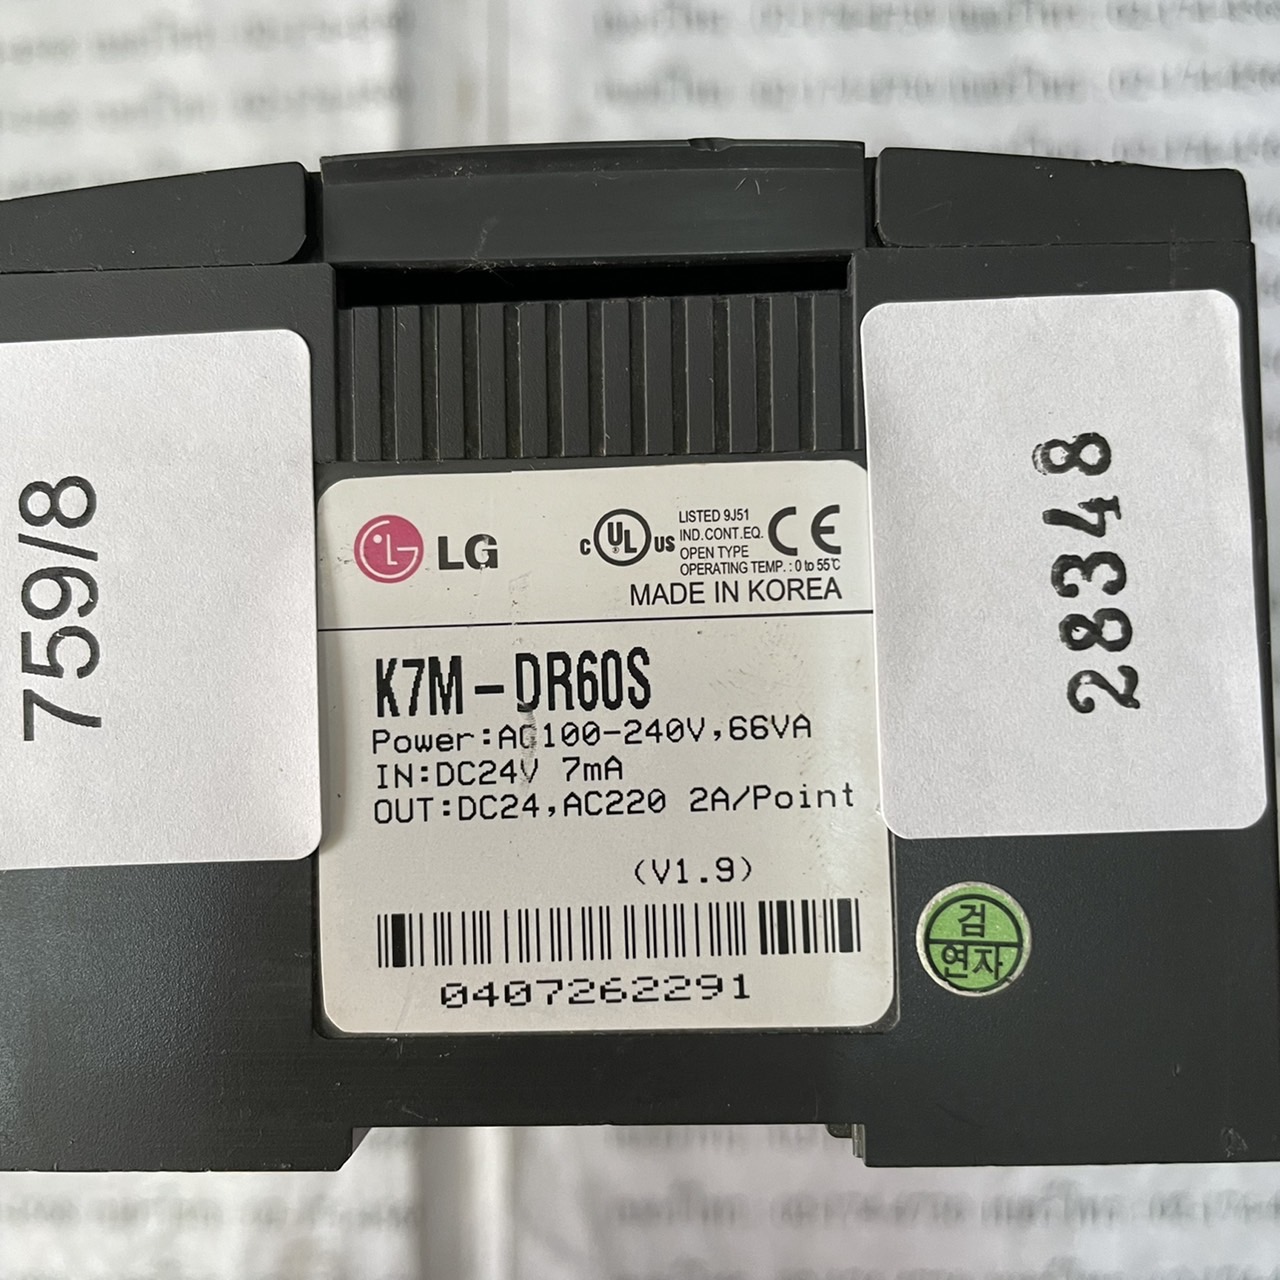 759/8
LG
C UL US
LISTED 9J51
IND.CONT.EQ.
OPEN TYPE
OPERATING TEMP. : 0 to 55℃
CE
MADE IN KOREA
K7M-DR60S
Power:AC100-240V,66VA
IN:DC24V 7mA
OUT:DC24,AC220 2A/Point
(V1.9)
0407262291
28348
검
연자